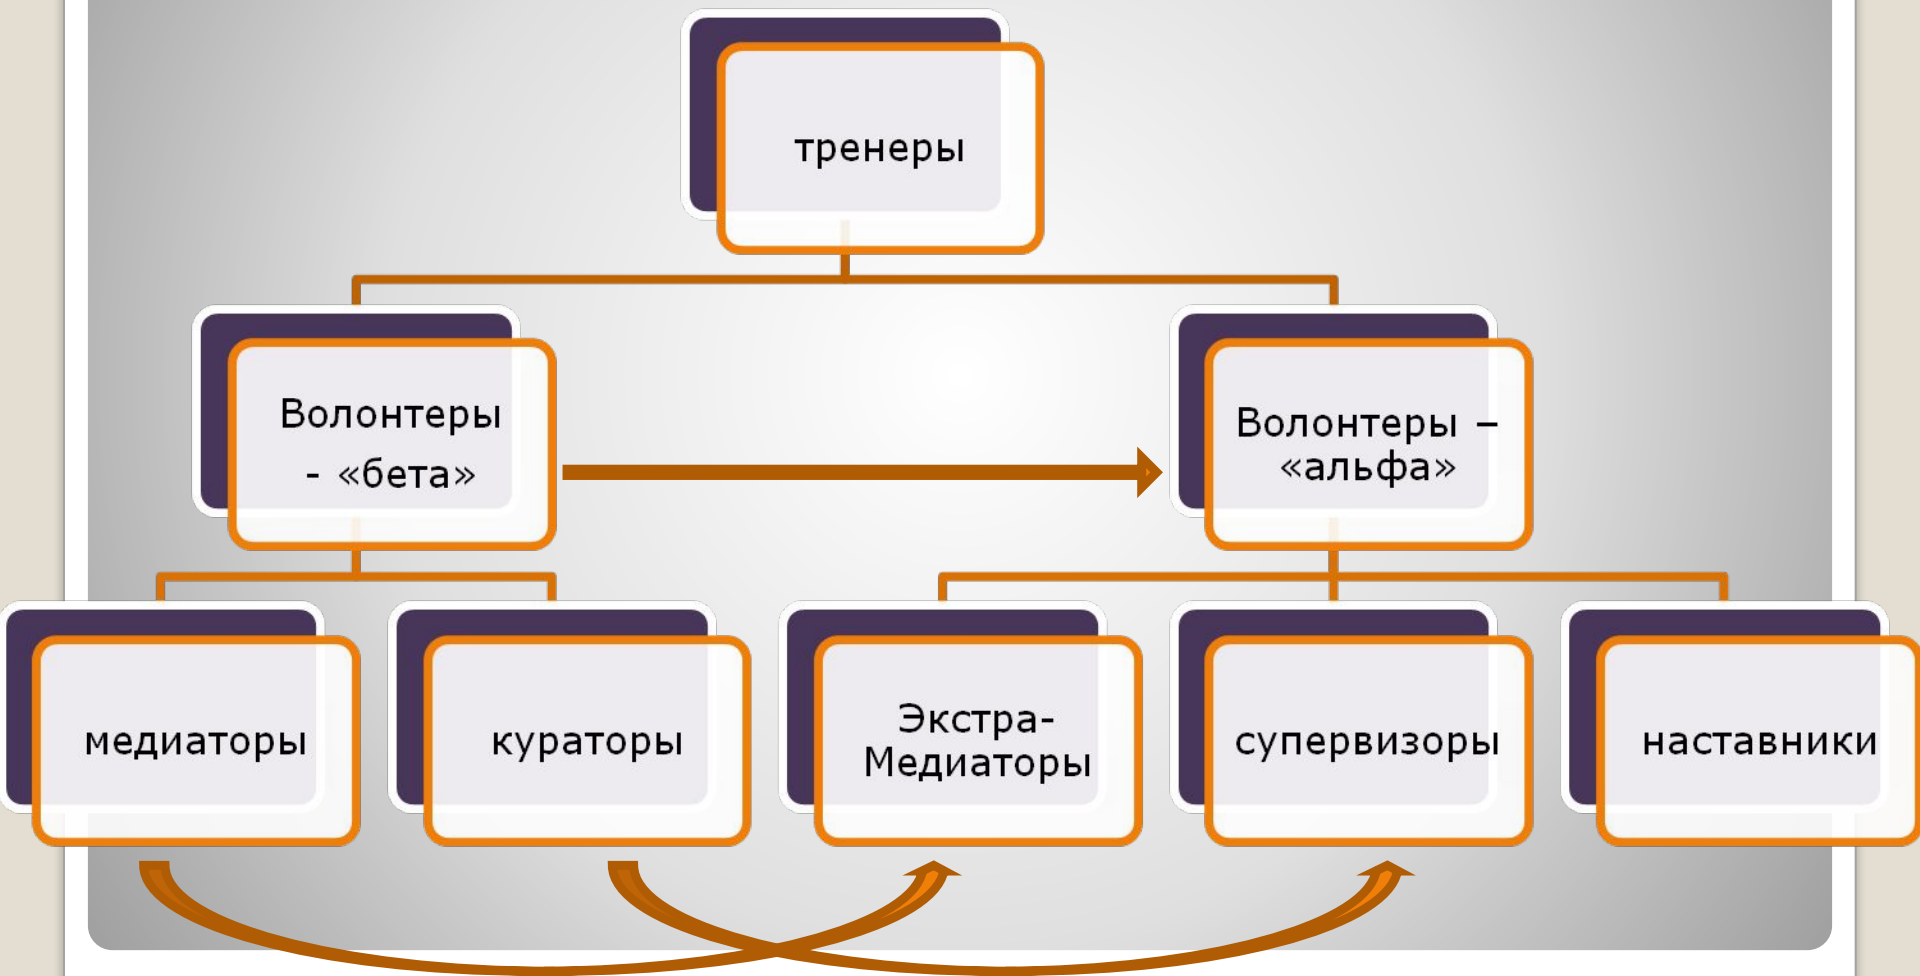 тренеры
Волонтеры
- «бета»
Волонтеры –
«альфа»
медиаторы
кураторы
Экстра-
Медиаторы
супервизоры
наставники